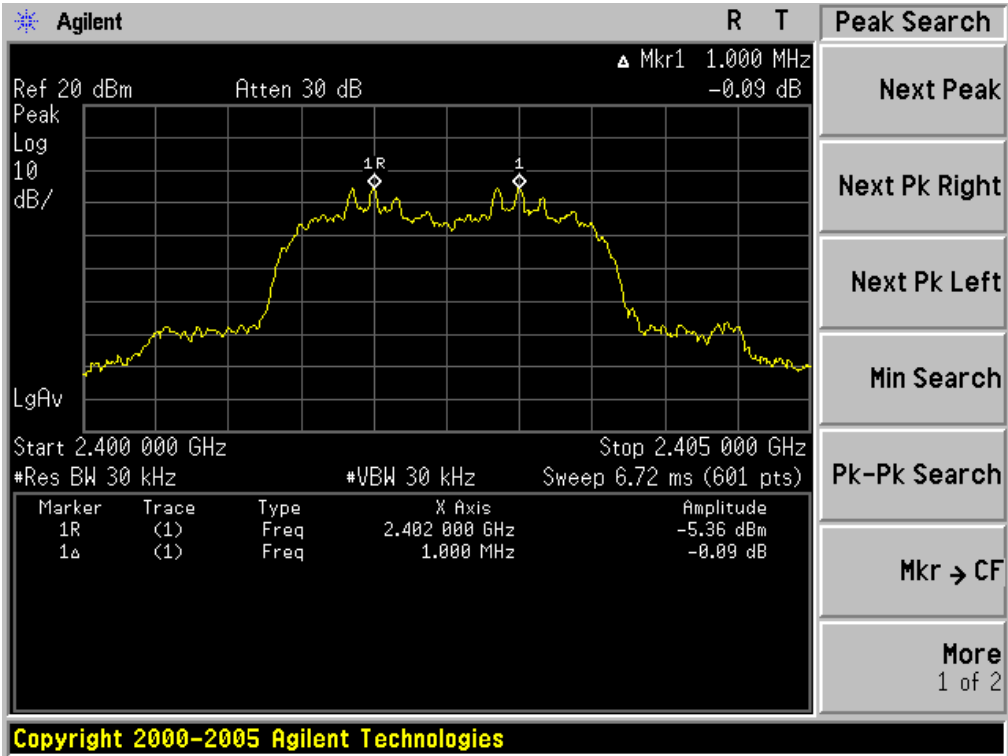 Agilent R T Peak Search
Δ Mkr1 1.000 MHz
Ref 20 dBm Atten 30 dB -0.09 dB
Peak
Log
10
dB/
1R 1
LgAv
Start 2.400 000 GHz Stop 2.405 000 GHz
#Res BW 30 kHz #VBW 30 kHz Sweep 6.72 ms (601 pts)
Marker Trace Type X Axis Amplitude
1R (1) Freq 2.402 000 GHz -5.36 dBm
1Δ (1) Freq 1.000 MHz -0.09 dB
Next Peak
Next Pk Right
Next Pk Left
Min Search
Pk-Pk Search
Mkr → CF
More
1 of 2
Copyright 2000-2005 Agilent Technologies